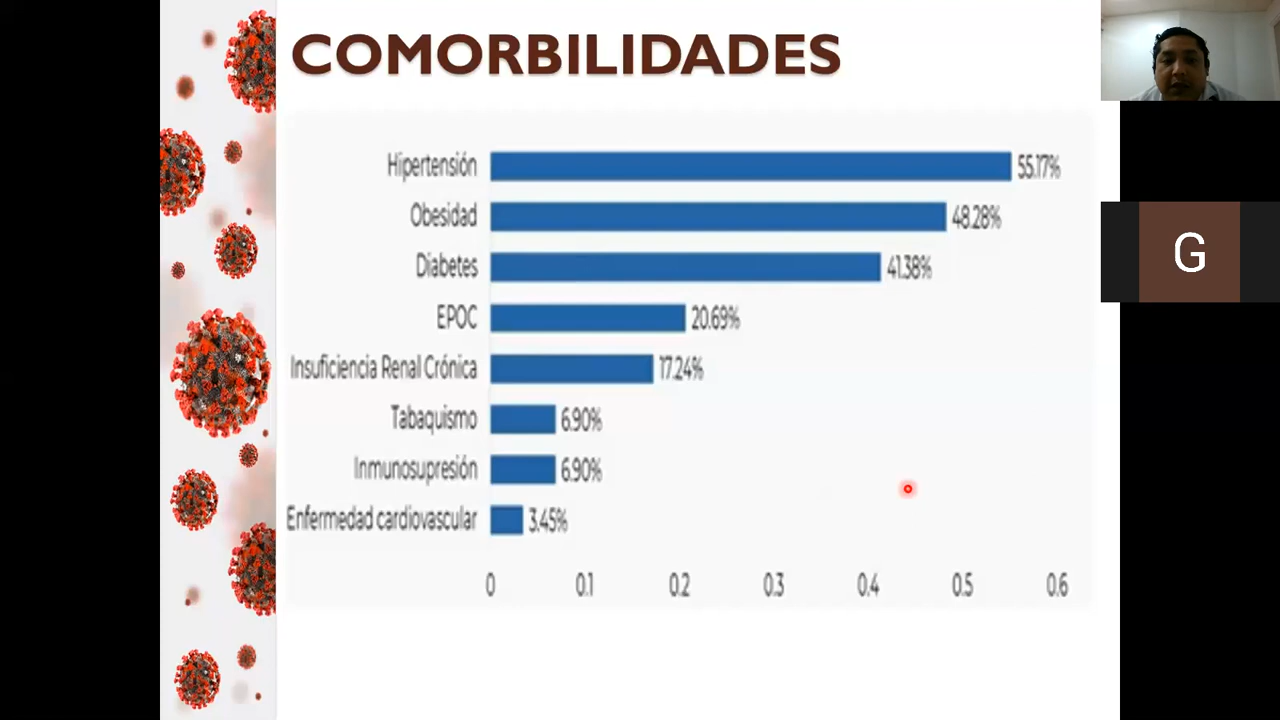 COMORBILIDADES
Hipertensión 55.17%
Obesidad 48.28%
Diabetes 41.38%
EPOC 20.69%
Insuficiencia Renal Crónica 17.24%
Tabaquismo 6.90%
Inmunosupresión 6.90%
Enfermedad cardiovascular 3.45%
0 0.1 0.2 0.3 0.4 0.5 0.6
G